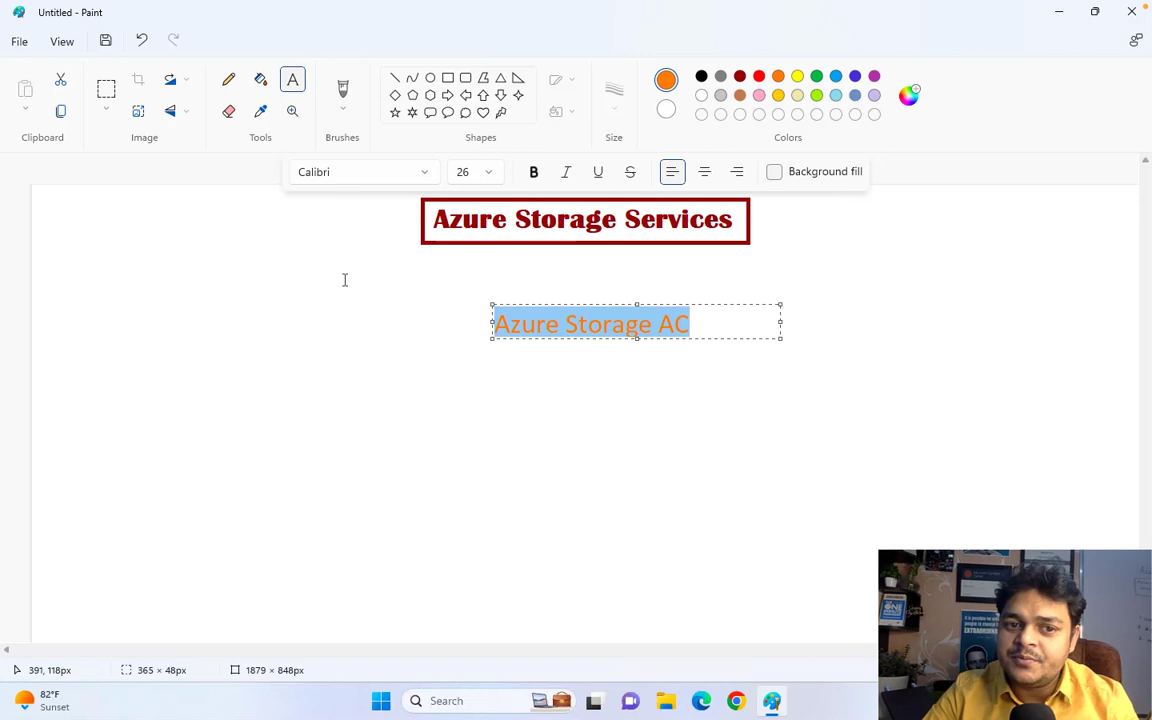 Untitled - Paint
File View
Clipboard Image Tools Brushes Shapes Size Colors
Calibri 26 B I U S Background fill
Azure Storage Services
Azure Storage AC
EXTRAORDIN
391, 118px 365 × 48px 1879 × 848px
82°F
Sunset
Search